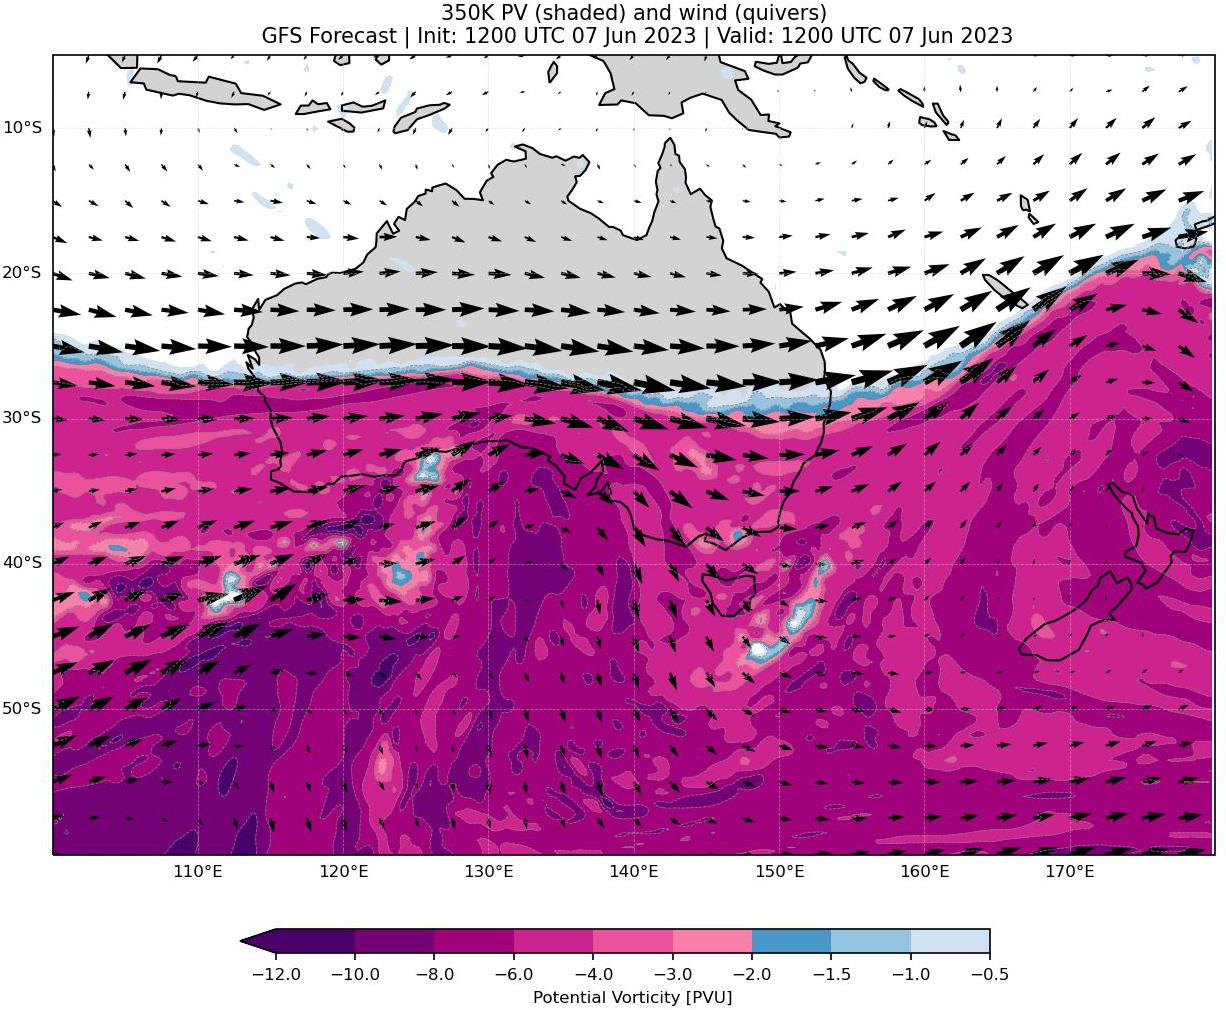 350K PV (shaded) and wind (quivers)
GFS Forecast | Init: 1200 UTC 07 Jun 2023 | Valid: 1200 UTC 07 Jun 2023
10°S
20°S
30°S
40°S
50°S
110°E 120°E 130°E 140°E 150°E 160°E 170°E
−12.0 −10.0 −8.0 −6.0 −4.0 −3.0 −2.0 −1.5 −1.0 −0.5
Potential Vorticity [PVU]